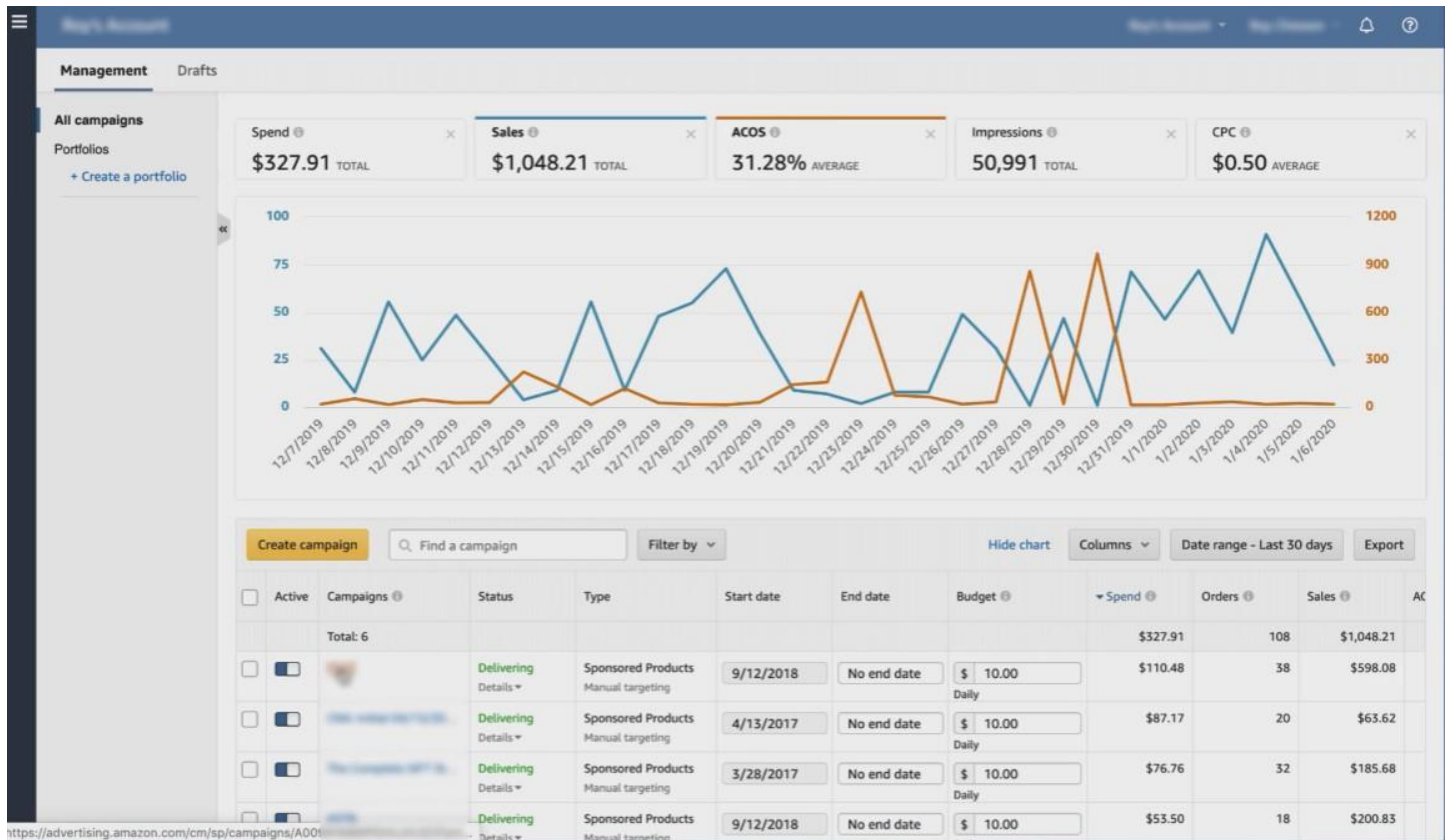 Management Drafts
All campaigns
Portfolios
+ Create a portfolio
Spend
$327.91 TOTAL
Sales
$1,048.21 TOTAL
ACOS
31.28% AVERAGE
Impressions
50,991 TOTAL
CPC
$0.50 AVERAGE
100 1200
75 900
50 600
25 300
0 0
12/7/2019 12/8/2019 12/9/2019 12/10/2019 12/11/2019 12/12/2019 12/13/2019 12/14/2019 12/15/2019 12/16/2019 12/17/2019 12/18/2019 12/19/2019 12/20/2019 12/21/2019 12/22/2019 12/23/2019 12/24/2019 12/25/2019 12/26/2019 12/27/2019 12/28/2019 12/29/2019 12/30/2019 12/31/2019 1/1/2020 1/2/2020 1/3/2020 1/4/2020 1/5/2020 1/6/2020
Create campaign Find a campaign Filter by Hide chart Columns Date range - Last 30 days Export
Active Campaigns Status Type Start date End date Budget Spend Orders Sales AC
Total: 6 $327.91 108 $1,048.21
Delivering Sponsored Products 9/12/2018 No end date $ 10.00 $110.48 38 $598.08
Details Manual targeting Daily
Delivering Sponsored Products 4/13/2017 No end date $ 10.00 $87.17 20 $63.62
Details Manual targeting Daily
Delivering Sponsored Products 3/28/2017 No end date $ 10.00 $76.76 32 $185.68
Details Manual targeting Daily
Delivering Sponsored Products 9/12/2018 No end date $ 10.00 $53.50 18 $200.83
Details Manual targeting
https://advertising.amazon.com/cm/sp/campaigns/A00